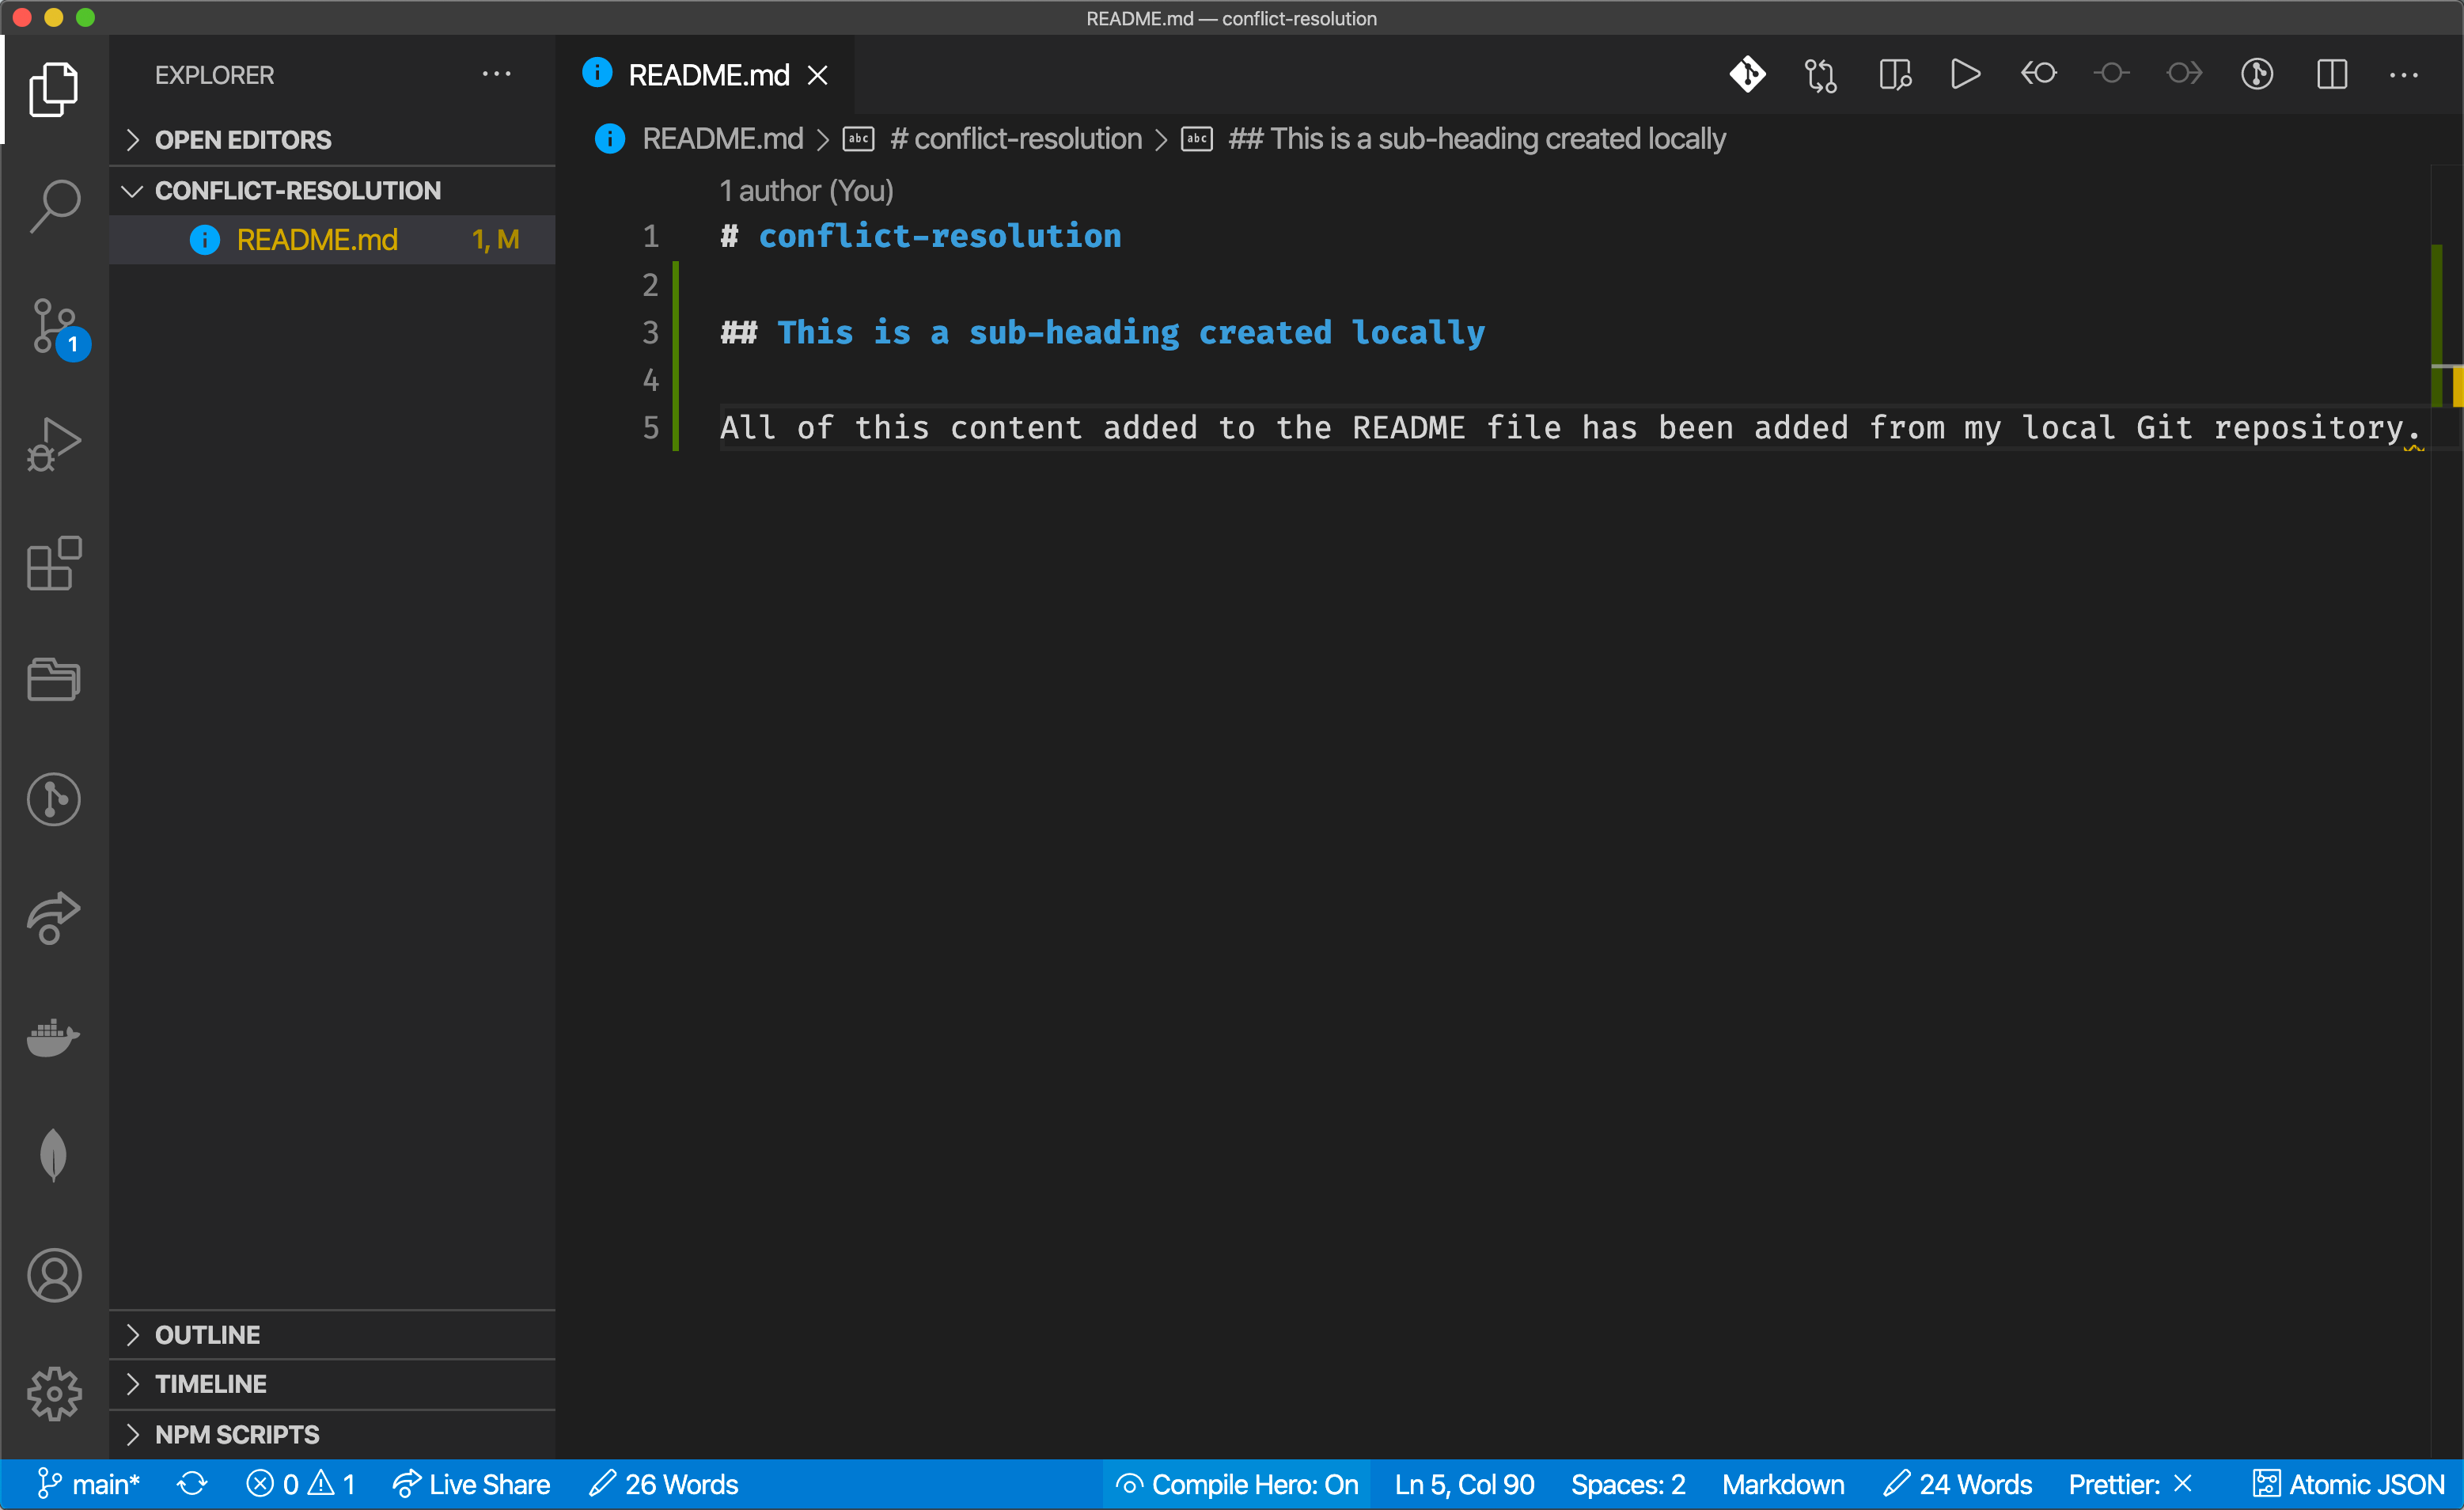 README.md — conflict-resolution
EXPLORER
README.md
OPEN EDITORS
README.md > # conflict-resolution > ## This is a sub-heading created locally
CONFLICT-RESOLUTION
README.md 1, M
1 author (You)
1 # conflict-resolution
2
3 ## This is a sub-heading created locally
4
5 All of this content added to the README file has been added from my local Git repository.
1
OUTLINE
TIMELINE
NPM SCRIPTS
main* 0 1 Live Share 26 Words Compile Hero: On Ln 5, Col 90 Spaces: 2 Markdown 24 Words Prettier: × Atomic JSON